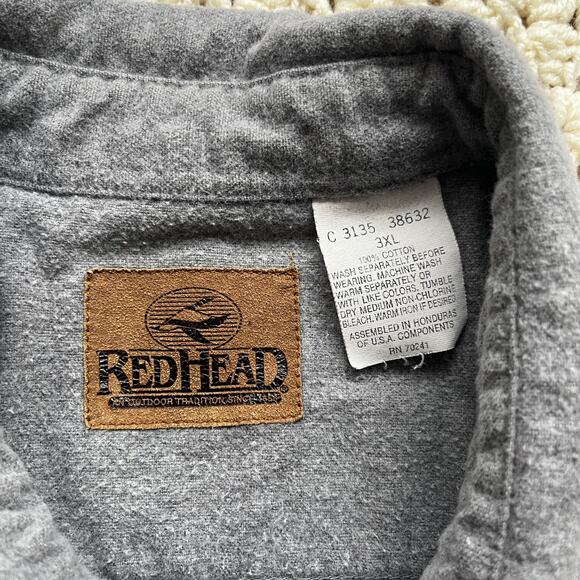 REDHEAD®
OUTDOOR TRADITION SINCE
C 3135 38632
3XL
100% COTTON
WASH SEPARATELY BEFORE
WEARING. MACHINE WASH
WARM SEPARATELY OR
WITH LIKE COLORS. TUMBLE
DRY MEDIUM NON-CHLORINE
BLEACH. WARM IRON IF DESIRED
ASSEMBLED IN HONDURAS
OF U.S.A. COMPONENTS
RN 70241